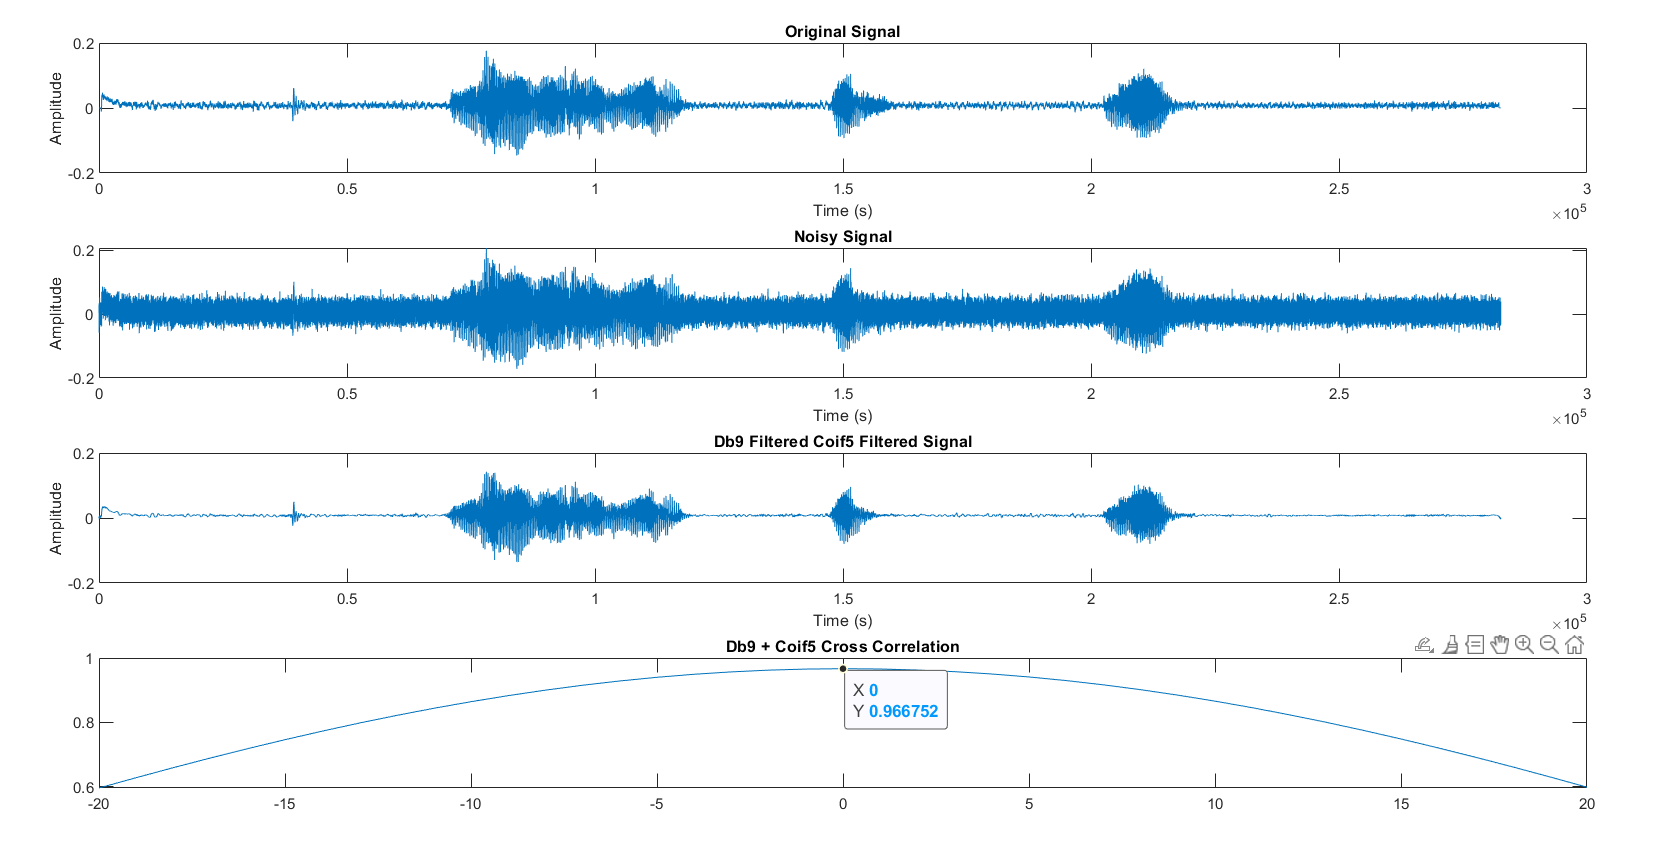 Original Signal
0.2
0
-0.2
Amplitude
0 0.5 1 1.5 2 2.5 3
Time (s)
×10^5
Noisy Signal
0.2
0
-0.2
Amplitude
0 0.5 1 1.5 2 2.5 3
Time (s)
×10^5
Db9 Filtered Coif5 Filtered Signal
0.2
0
-0.2
Amplitude
0 0.5 1 1.5 2 2.5 3
Time (s)
×10^5
Db9 + Coif5 Cross Correlation
1
0.8
0.6
X 0
Y 0.966752
-20 -15 -10 -5 0 5 10 15 20